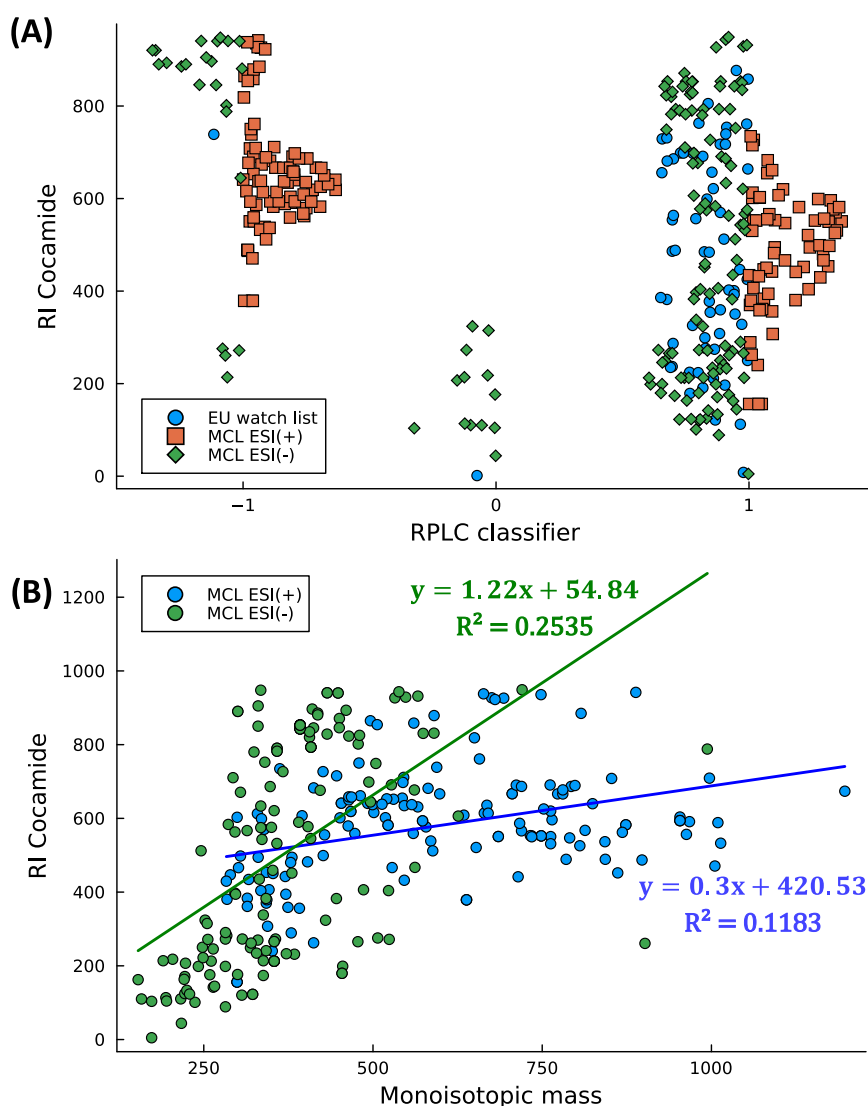 (A)
800
600
400
200
0
RI Cocamide
EU watch list
MCL ESI(+)
MCL ESI(-)
−1
0
1
RPLC classifier
(B)
1200
1000
800
600
400
200
0
RI Cocamide
MCL ESI(+)
MCL ESI(-)
y = 1.22x + 54.84
R² = 0.2535
y = 0.3x + 420.53
R² = 0.1183
250
500
750
1000
Monoisotopic mass